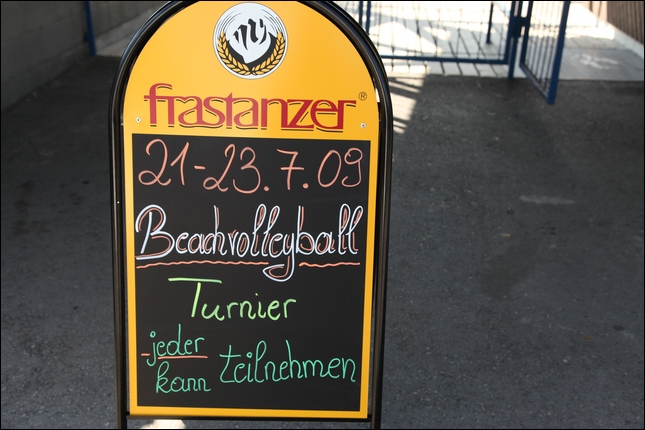 frastanzer®
21-23.7.09
Beachvolleyball
Turnier
-jeder
kann teilnehmen